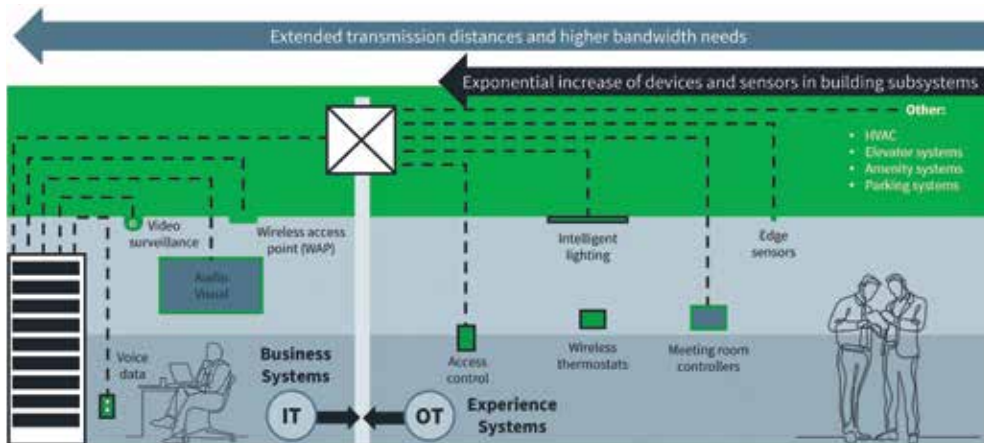 Extended transmission distances and higher bandwidth needs
Exponential increase of devices and sensors in building subsystems
Other:
• HVAC
• Elevator systems
• Amenity systems
• Parking systems
Video
surveillance
Wireless access
point (WAP)
Intelligent
lighting
Edge
sensors
Audio
Visual
Voice
data
Business
Systems
Access
control
Wireless
thermostats
Meeting room
controllers
IT
OT
Experience
Systems